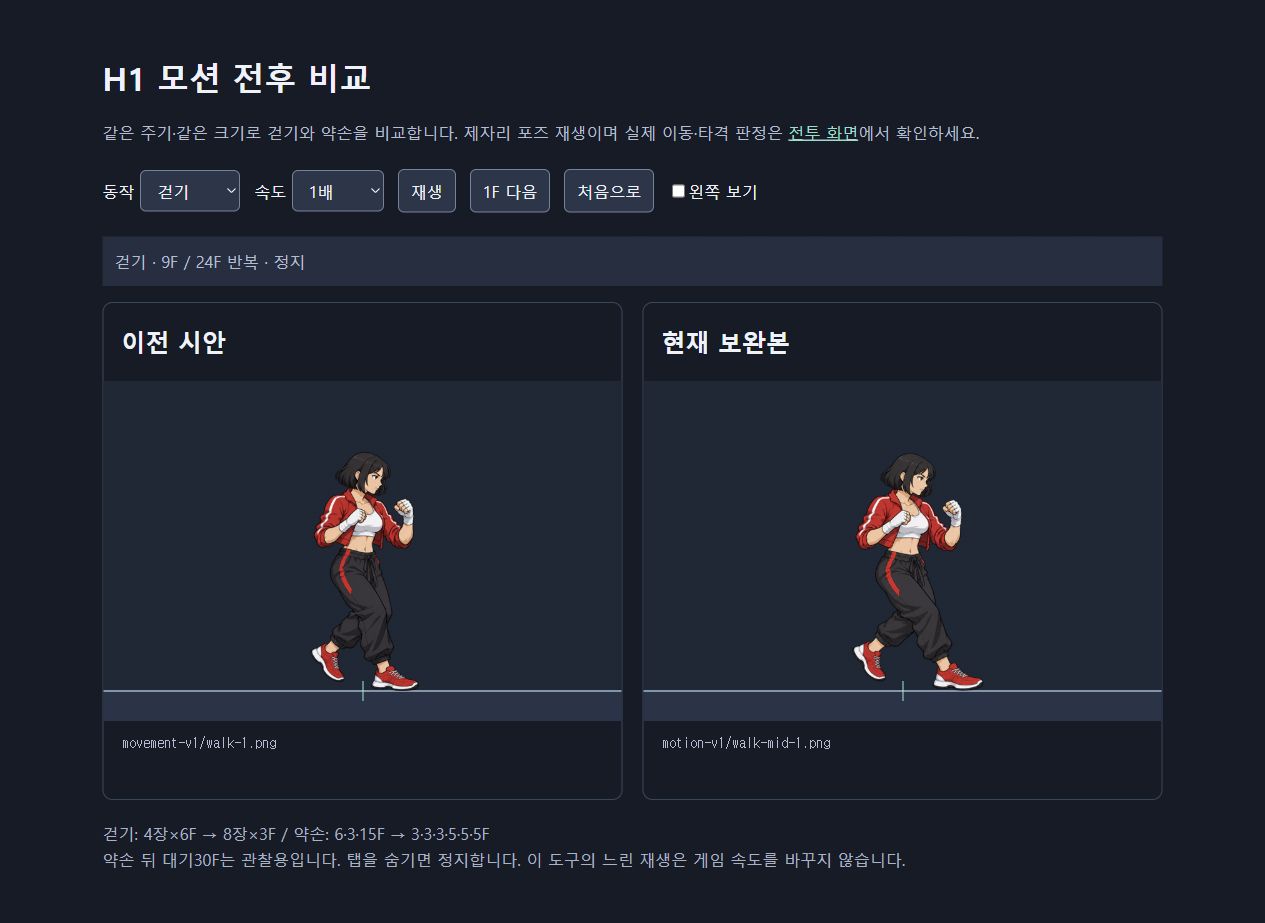 H1 모션 전후 비교
같은 주기·같은 크기로 걷기와 약손을 비교합니다. 제자리 포즈 재생이며 실제 이동·타격 판정은 전투 화면에서 확인하세요.
동작 걷기 속도 1배 재생 1F 다음 처음으로 왼쪽 보기
걷기 · 9F / 24F 반복 · 정지
이전 시안
현재 보완본
movement-v1/walk-1.png
motion-v1/walk-mid-1.png
걷기: 4장×6F → 8장×3F / 약손: 6·3·15F → 3·3·3·5·5·5F
약손 뒤 대기30F는 관찰용입니다. 탭을 숨기면 정지합니다. 이 도구의 느린 재생은 게임 속도를 바꾸지 않습니다.